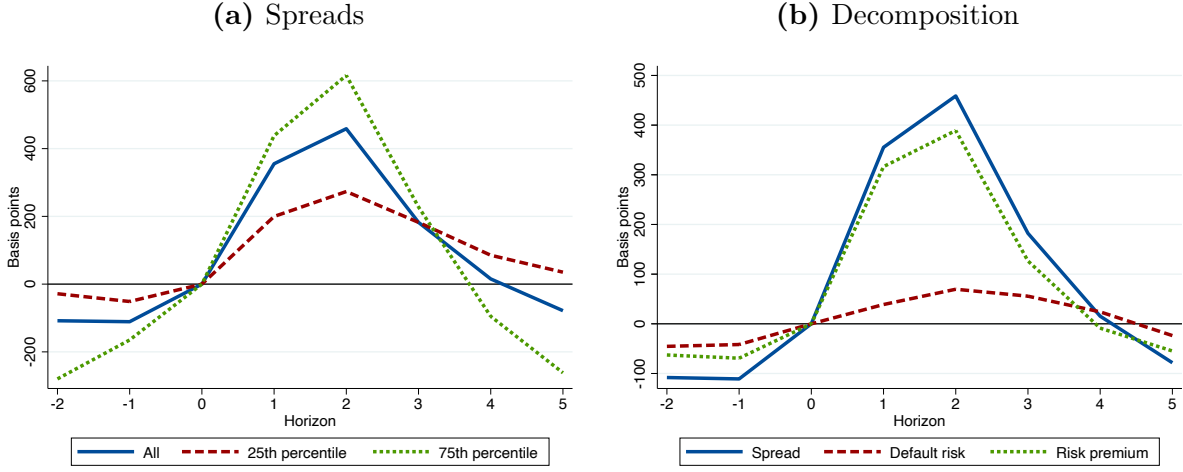 (a) Spreads
Basis points
600
400
200
0
-200
-2 -1 0 1 2 3 4 5
Horizon
All 25th percentile 75th percentile
(b) Decomposition
Basis points
500
400
300
200
100
0
-100
-2 -1 0 1 2 3 4 5
Horizon
Spread Default risk Risk premium